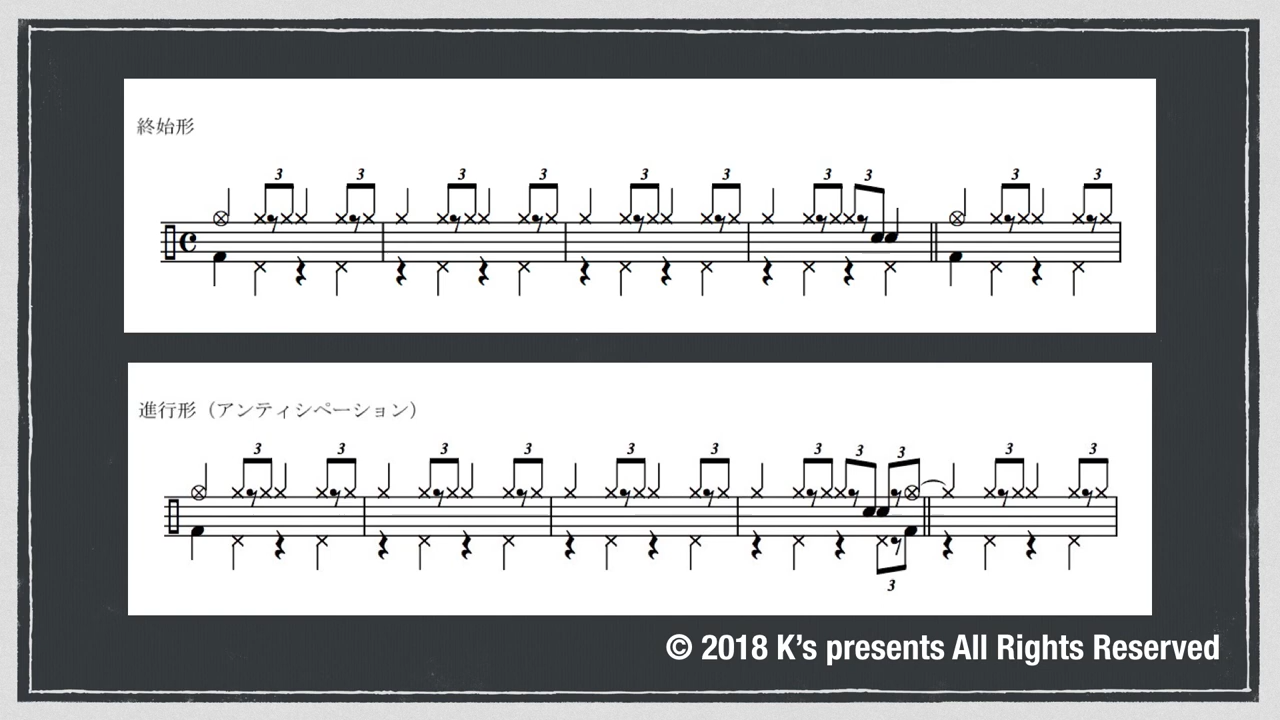 終始形
3 3 3 3 3 3 3 3 3 3
進行形（アンティシペーション）
3 3 3 3 3 3 3 3 3 3 3
3
© 2018 K’s presents All Rights Reserved